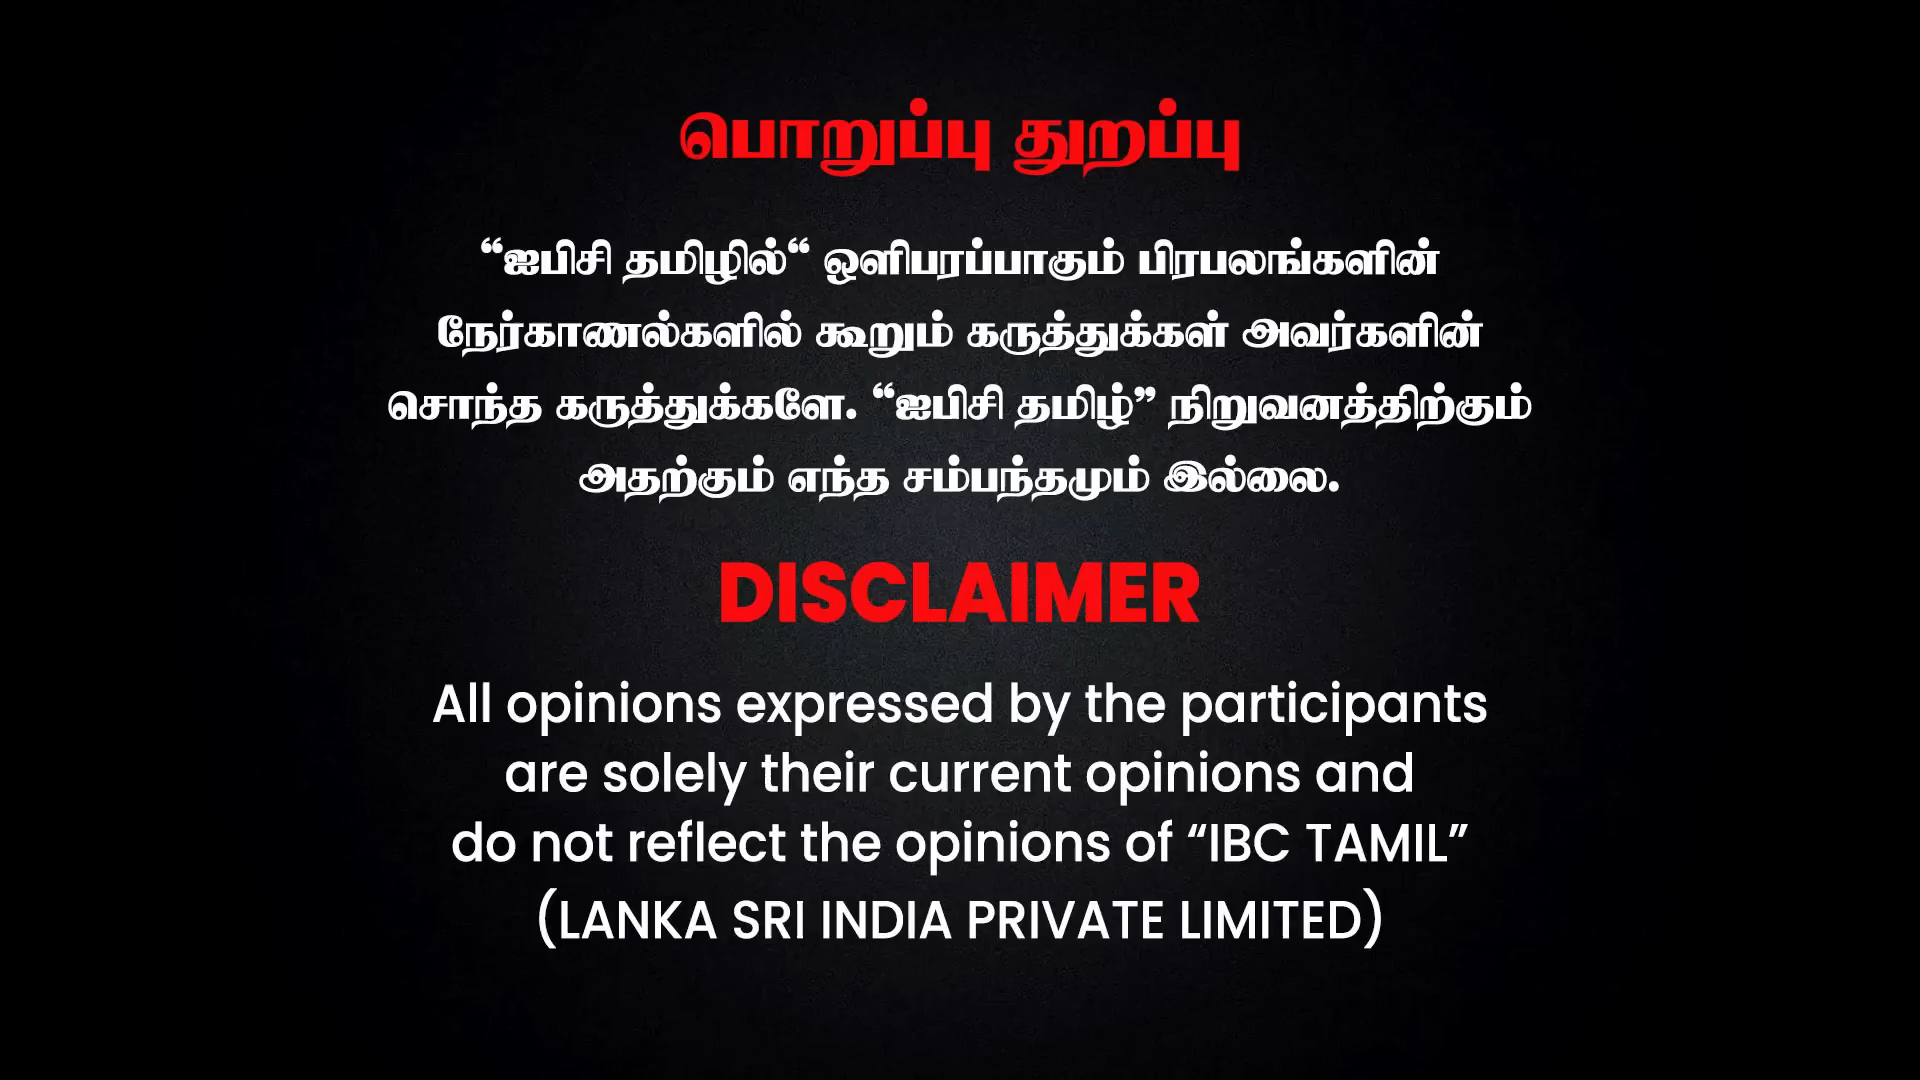 பொறுப்பு துறப்பு
“ஐபிசி தமிழில்“ ஒளிபரப்பாகும் பிரபலங்களின்
நேர்காணல்களில் கூறும் கருத்துக்கள் அவர்களின்
சொந்த கருத்துக்களே. “ஐபிசி தமிழ்” நிறுவனத்திற்கும்
அதற்கும் எந்த சம்பந்தமும் இல்லை.
DISCLAIMER
All opinions expressed by the participants
are solely their current opinions and
do not reflect the opinions of “IBC TAMIL”
(LANKA SRI INDIA PRIVATE LIMITED)